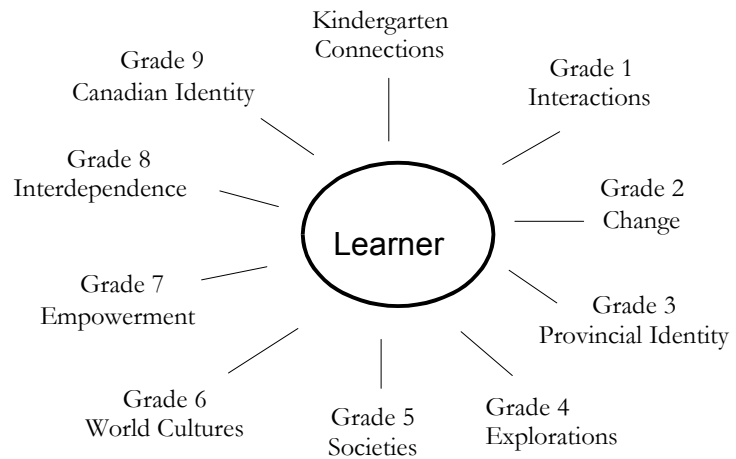 Kindergarten
Connections
Grade 1
Interactions
Grade 2
Change
Grade 3
Provincial Identity
Grade 4
Explorations
Grade 5
Societies
Grade 6
World Cultures
Grade 7
Empowerment
Grade 8
Interdependence
Grade 9
Canadian Identity
Learner